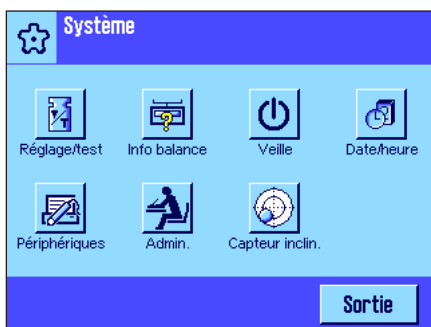 Système
Réglage/test Info balance Veille Date/heure
Périphériques Admin. Capteur inclin.
Sortie